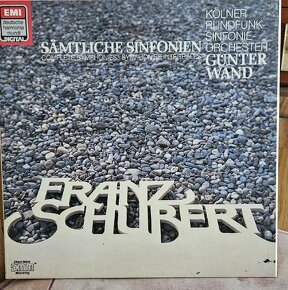 EMI
deutsche
harmonia
mundi
DIGITAL
KÖLNER
RUNDFUNK-
SINFONIE
ORCHESTER
GÜNTER
WAND
SÄMTLICHE SINFONIEN
FRANZ
SCHUBERT